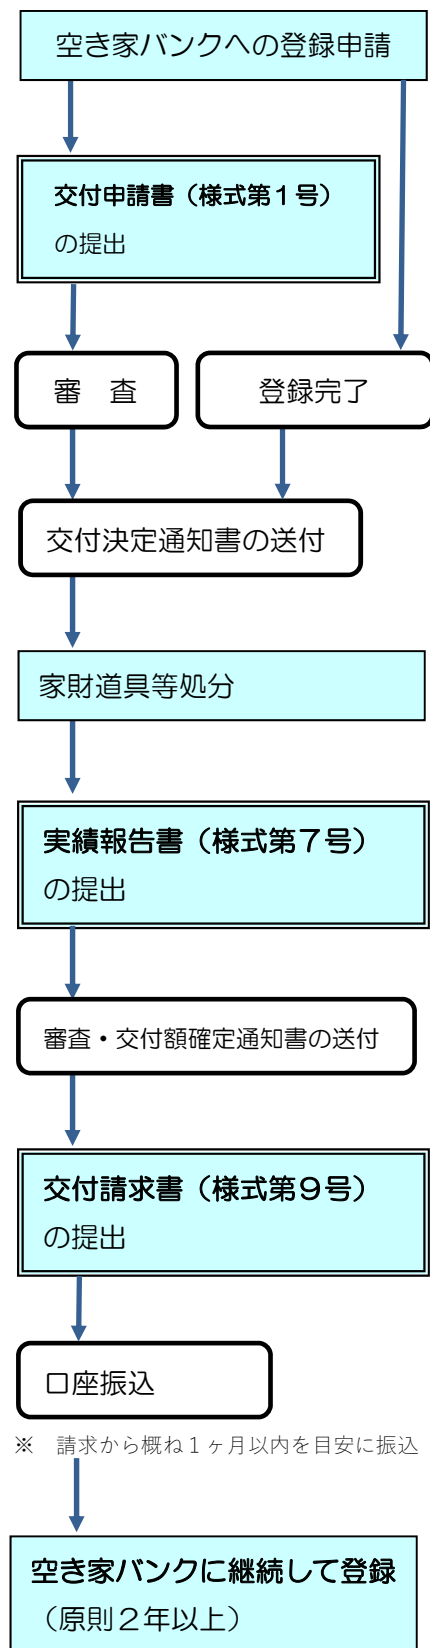 空き家バンクへの登録申請
交付申請書（様式第１号）
の提出
審　査
登録完了
交付決定通知書の送付
家財道具等処分
実績報告書（様式第７号）
の提出
審査・交付額確定通知書の送付
交付請求書（様式第９号）
の提出
口座振込
※　請求から概ね１ヶ月以内を目安に振込
空き家バンクに継続して登録
（原則２年以上）